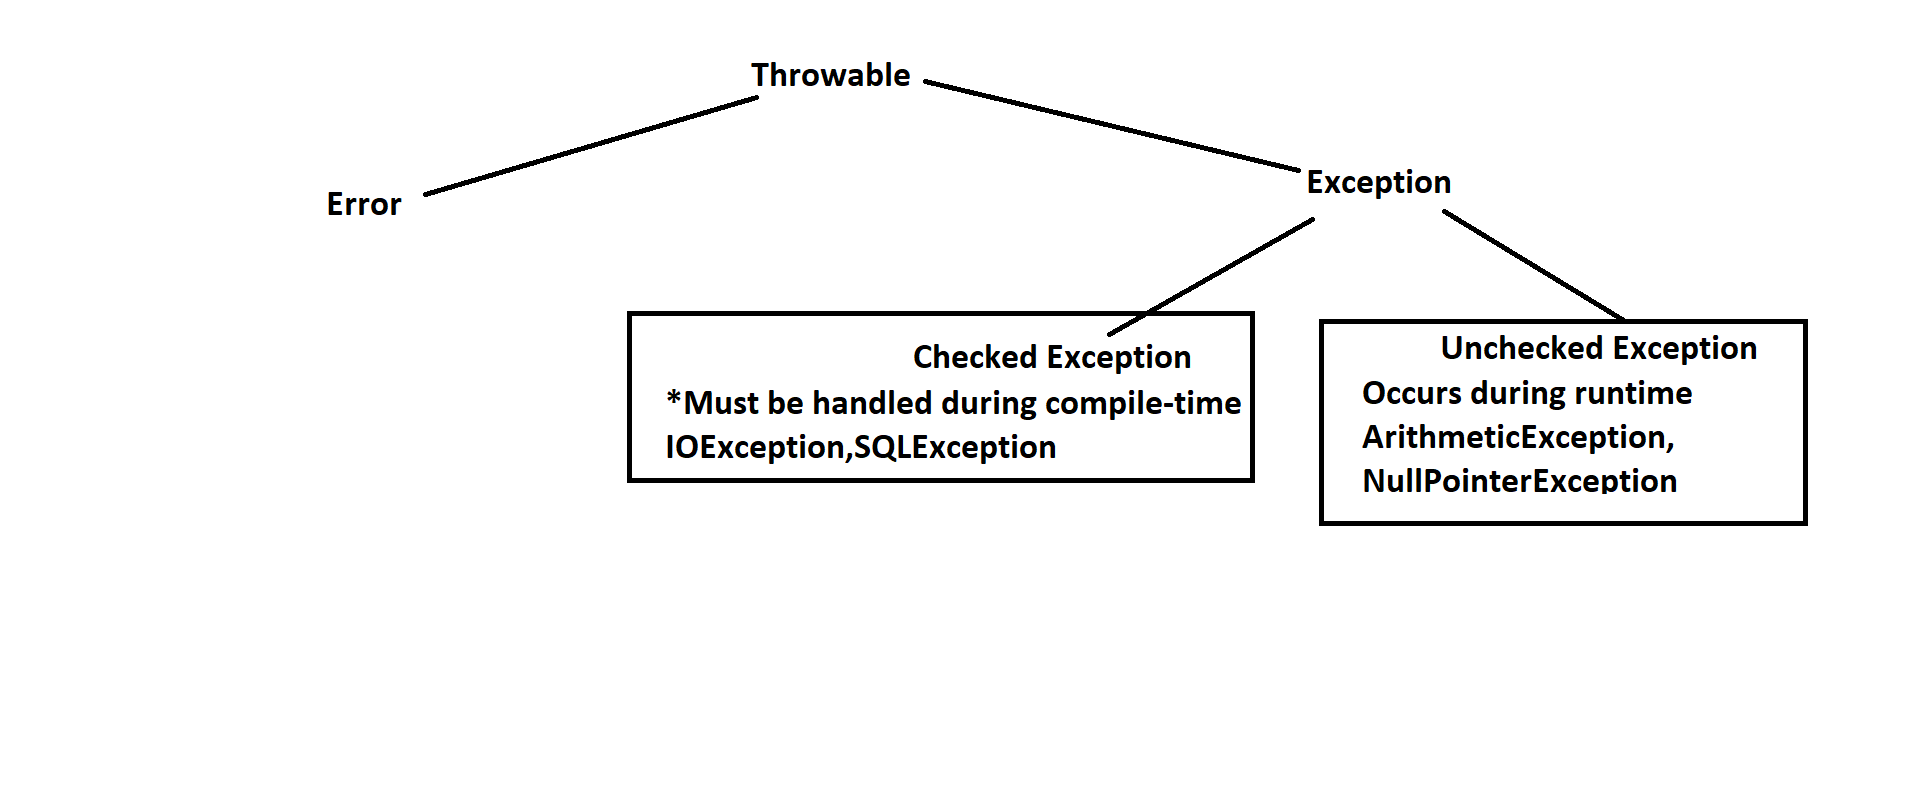 Throwable
Error
Exception
Checked Exception
*Must be handled during compile-time
IOException,SQLException
Unchecked Exception
Occurs during runtime
ArithmeticException,
NullPointerException